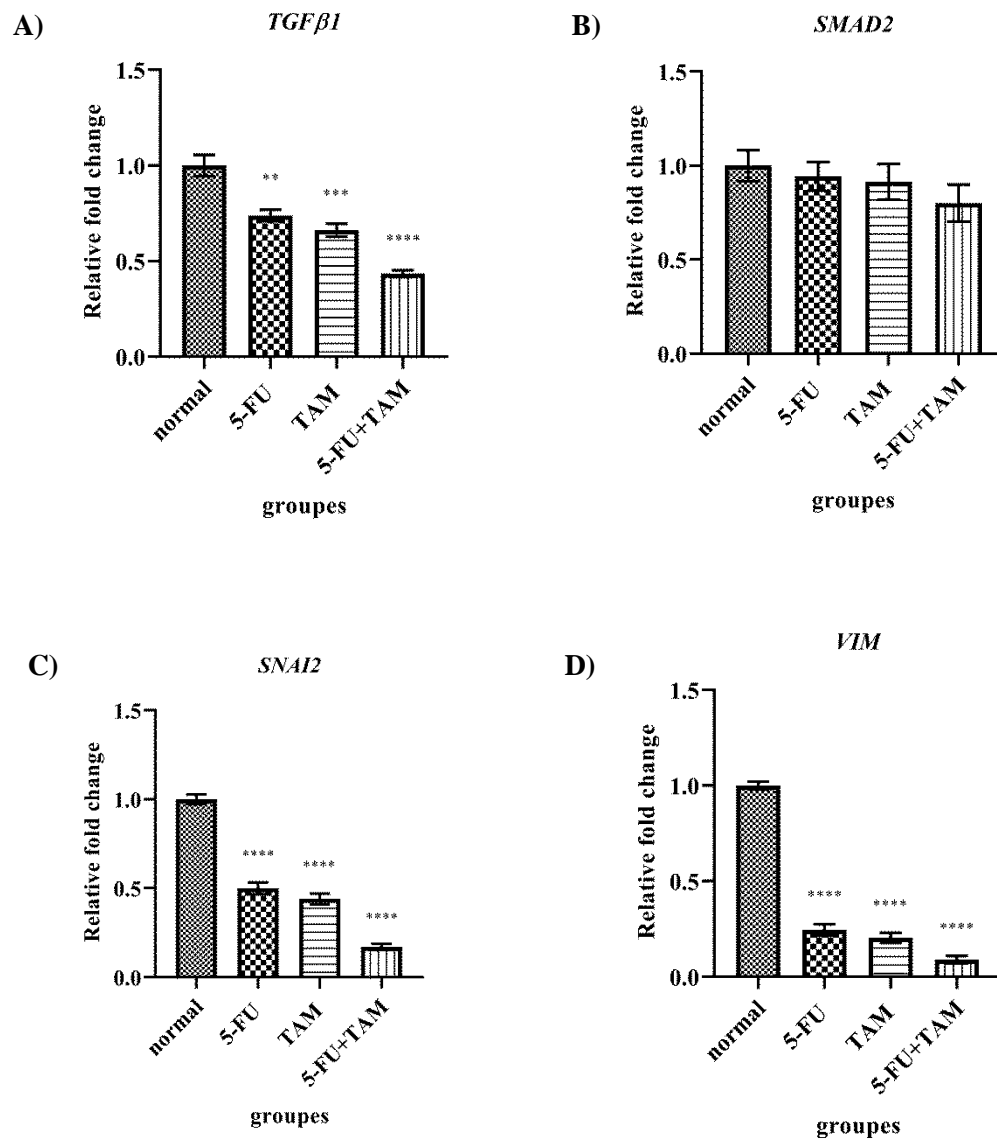 A)
TGFβ1
Relative fold change
1.5
1.0
0.5
0.0
**
***
****
normal
5-FU
TAM
5-FU+TAM
groupes
B)
SMAD2
Relative fold change
1.5
1.0
0.5
0.0
normal
5-FU
TAM
5-FU+TAM
groupes
C)
SNAI2
Relative fold change
1.5
1.0
0.5
0.0
****
****
****
normal
5-FU
TAM
5-FU+TAM
groupes
D)
VIM
Relative fold change
1.5
1.0
0.5
0.0
****
****
****
normal
5-FU
TAM
5-FU+TAM
groupes